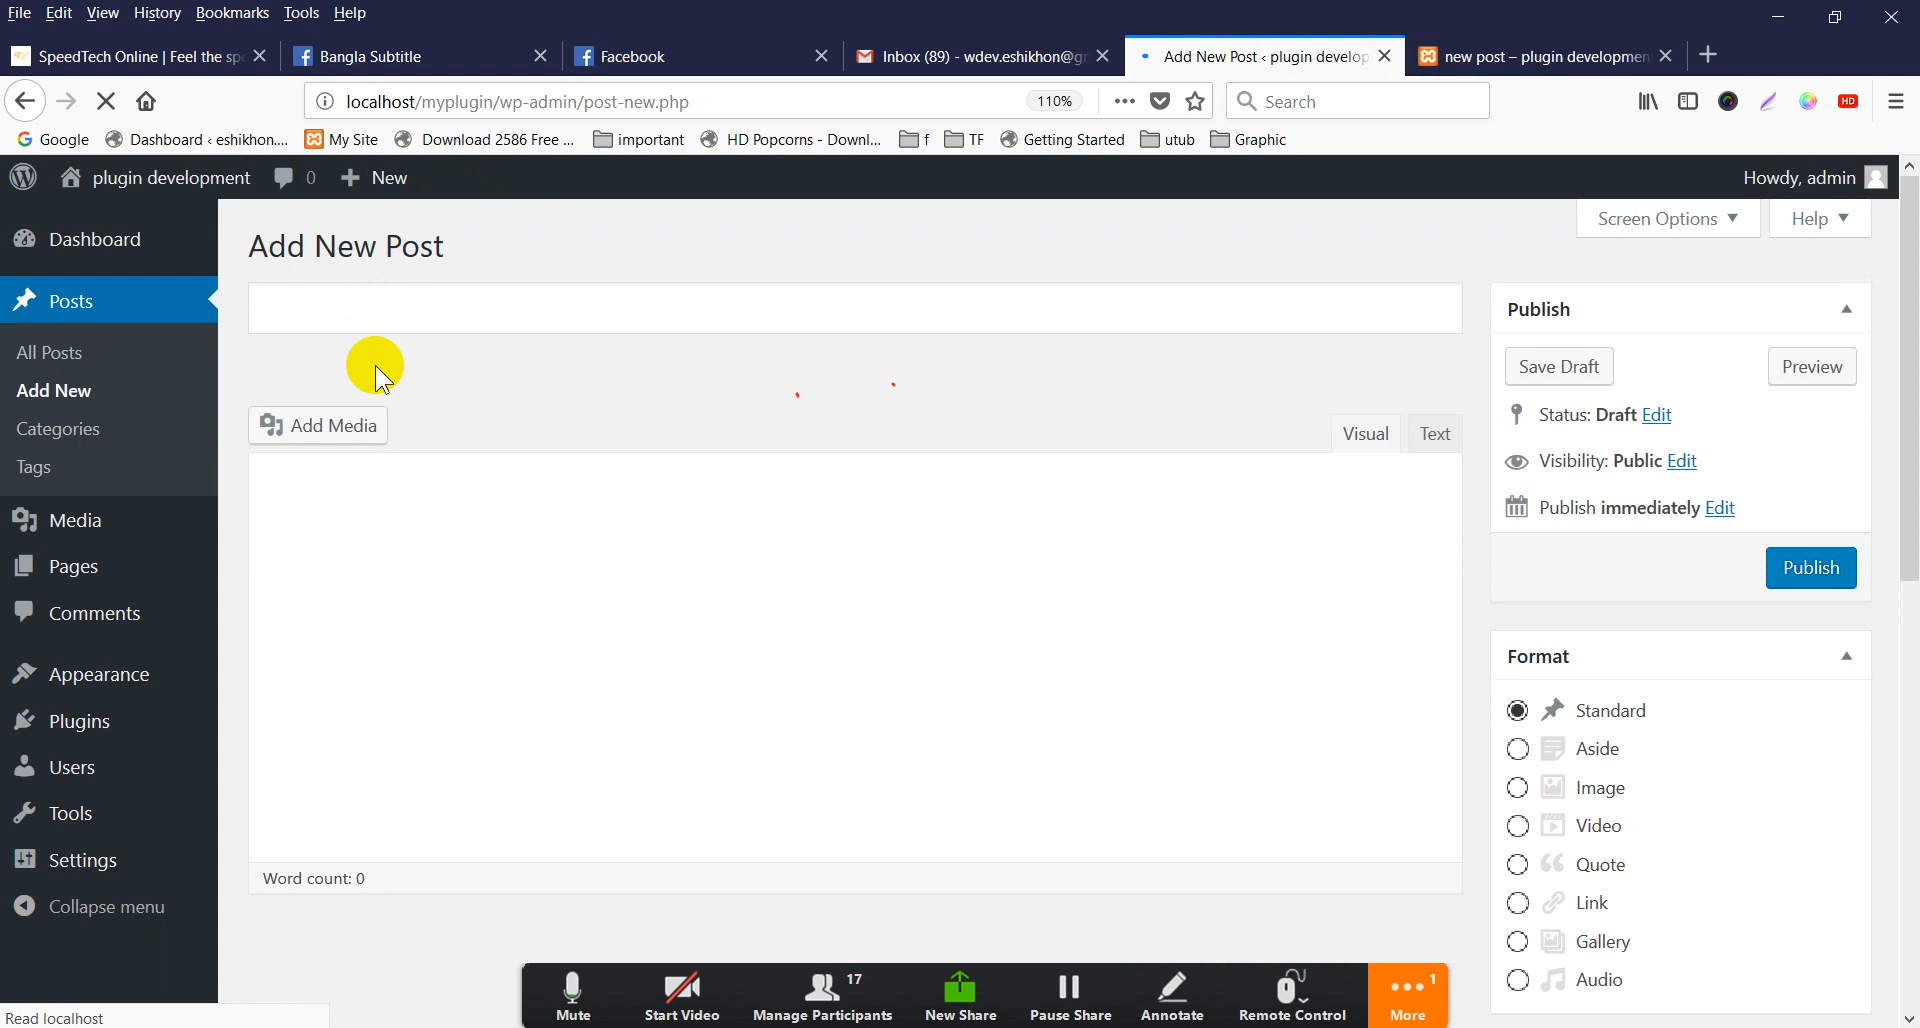 File Edit View History Bookmarks Tools Help
SpeedTech Online | Feel the spe
Bangla Subtitle
Facebook
Inbox (89) - wdev.eshikhon@gm
Add New Post ‹ plugin develop
new post – plugin developmen
localhost/myplugin/wp-admin/post-new.php
110%
Search
HD
Google
Dashboard ‹ eshikhon....
My Site
Download 2586 Free ...
important
HD Popcorns - Downl...
f
TF
Getting Started
utub
Graphic
plugin development
0
New
Howdy, admin
Screen Options
Help
Dashboard
Posts
All Posts
Add New
Categories
Tags
Media
Pages
Comments
Appearance
Plugins
Users
Tools
Settings
Collapse menu
Add New Post
Add Media
Visual
Text
Word count: 0
Publish
Save Draft
Preview
Status: Draft Edit
Visibility: Public Edit
Publish immediately Edit
Publish
Format
Standard
Aside
Image
Video
Quote
Link
Gallery
Audio
Mute
Start Video
17
Manage Participants
New Share
Pause Share
Annotate
Remote Control
1
More
Read localhost